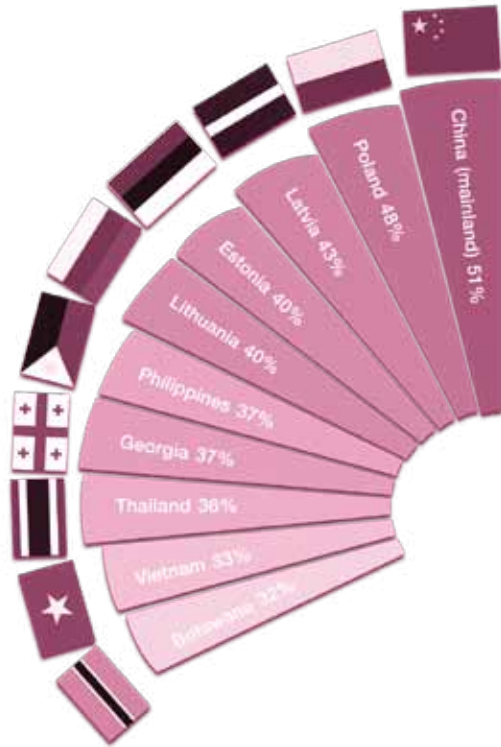 China (mainland) 51%
Poland 48%
Latvia 43%
Estonia 40%
Lithuania 40%
Philippines 37%
Georgia 37%
Thailand 36%
Vietnam 33%
Botswana 32%